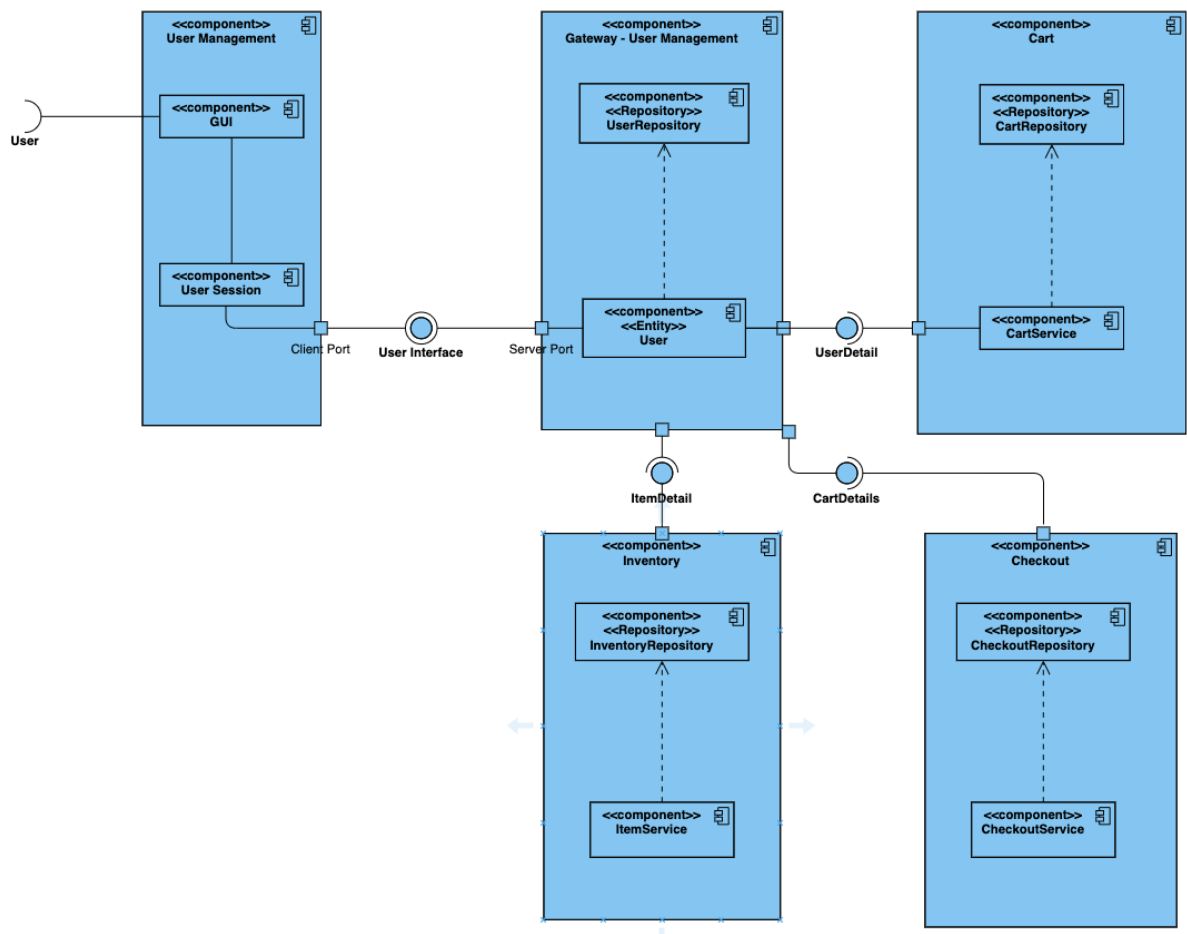 <<component>>
User Management
<<component>>
GUI
User
<<component>>
User Session
Client Port
User Interface
Server Port
<<component>>
Gateway - User Management
<<component>>
<<Repository>>
UserRepository
<<component>>
<<Entity>>
User
UserDetail
<<component>>
Cart
<<component>>
<<Repository>>
CartRepository
<<component>>
CartService
ItemDetail
CartDetails
<<component>>
Inventory
<<component>>
<<Repository>>
InventoryRepository
<<component>>
ItemService
<<component>>
Checkout
<<component>>
<<Repository>>
CheckoutRepository
<<component>>
CheckoutService